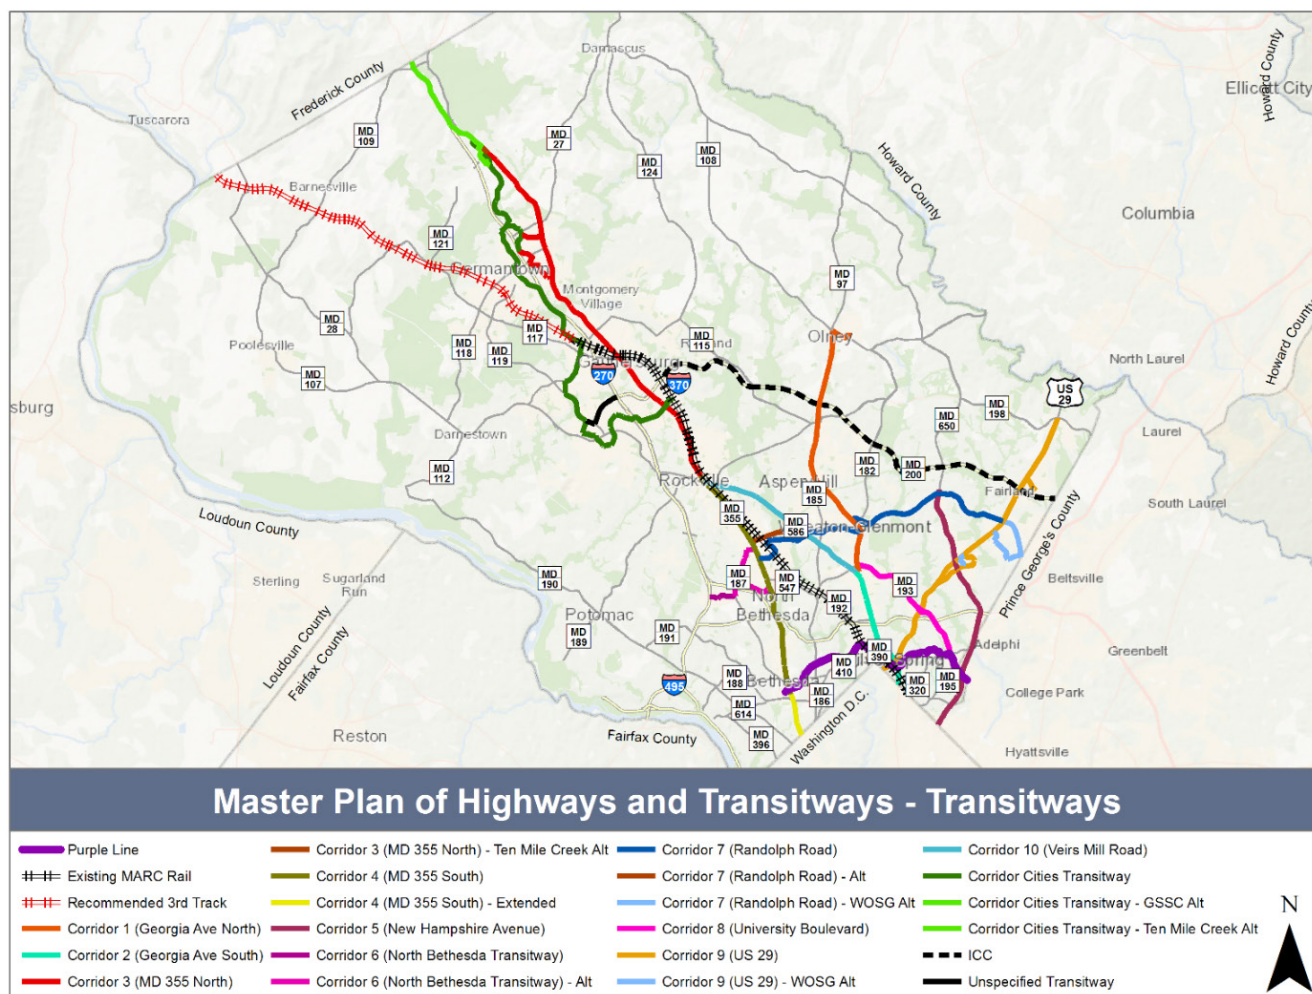 Damascus
Howard County
Ellicott City
Frederick County
Tuscarora
MD 109
MD 27
MD 108
MD 124
Howard County
Barnesville
Columbia
MD 121
Germantown
MD 97
Montgomery Village
Howard County
MD 28
MD 117
Olney
Poolesville
MD 118
MD 119
MD 115
North Laurel
270
370
MD 107
US 29
sburg
MD 198
MD 650
Laurel
Darnestown
MD 182
MD 200
MD 112
Rockville
Aspen Hill
MD 185
Fairland
South Laurel
MD 355
MD 586
Wheaton-Glenmont
Loudoun County
Prince George's County
Sterling
Sugarland Run
MD 190
MD 187
MD 547
MD 193
Beltsville
Potomac
North Bethesda
MD 192
MD 189
MD 191
MD 390
Adelphi
Greenbelt
Loudoun County
Fairfax County
MD 188
MD 410
Silver Spring
Bethesda
495
MD 186
MD 320
MD 195
College Park
MD 614
Washington D.C.
Reston
Fairfax County
MD 396
Hyattsville
Master Plan of Highways and Transitways - Transitways
Purple Line
Existing MARC Rail
Recommended 3rd Track
Corridor 1 (Georgia Ave North)
Corridor 2 (Georgia Ave South)
Corridor 3 (MD 355 North)
Corridor 3 (MD 355 North) - Ten Mile Creek Alt
Corridor 4 (MD 355 South)
Corridor 4 (MD 355 South) - Extended
Corridor 5 (New Hampshire Avenue)
Corridor 6 (North Bethesda Transitway)
Corridor 6 (North Bethesda Transitway) - Alt
Corridor 7 (Randolph Road)
Corridor 7 (Randolph Road) - Alt
Corridor 7 (Randolph Road) - WOSG Alt
Corridor 8 (University Boulevard)
Corridor 9 (US 29)
Corridor 9 (US 29) - WOSG Alt
Corridor 10 (Veirs Mill Road)
Corridor Cities Transitway
Corridor Cities Transitway - GSSC Alt
Corridor Cities Transitway - Ten Mile Creek Alt
ICC
Unspecified Transitway
N